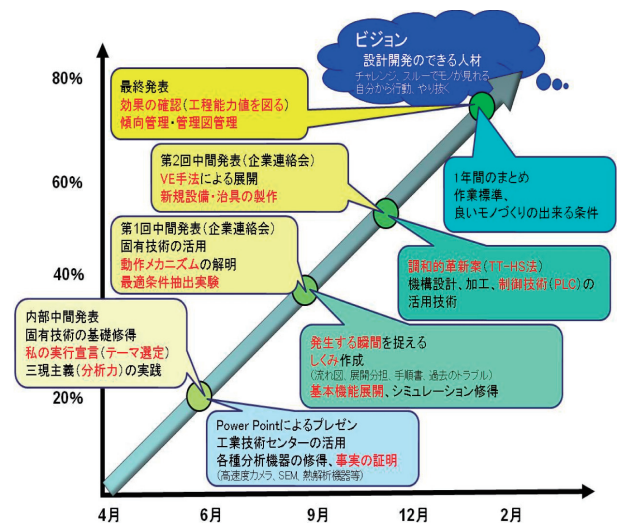 ビジョン
設計開発のできる人材
チャレンジ、スルーでモノが見れる
自分から行動、やり抜く
80%
60%
40%
20%
最終発表
効果の確認(工程能力値を図る)
傾向管理・管理図管理
第2回中間発表(企業連絡会)
VE手法による展開
新規設備・治具の製作
1年間のまとめ
作業標準、
良いモノづくりの出来る条件
第1回中間発表(企業連絡会)
固有技術の活用
動作メカニズムの解明
最適条件抽出実験
調和的革新案(TT-HS法)
機構設計、加工、制御技術(PLC)の
活用技術
内部中間発表
固有技術の基礎修得
私の実行宣言(テーマ選定)
三現主義(分析力)の実践
発生する瞬間を捉える
しくみ作成
(流れ図、展開分担、手順書、過去のトラブル)
基本機能展開、シミュレーション修得
Power Pointによるプレゼン
工業技術センターの活用
各種分析機器の修得、事実の証明
(高速度カメラ、SEM、熱解析機器等)
4月
6月
9月
12月
2月